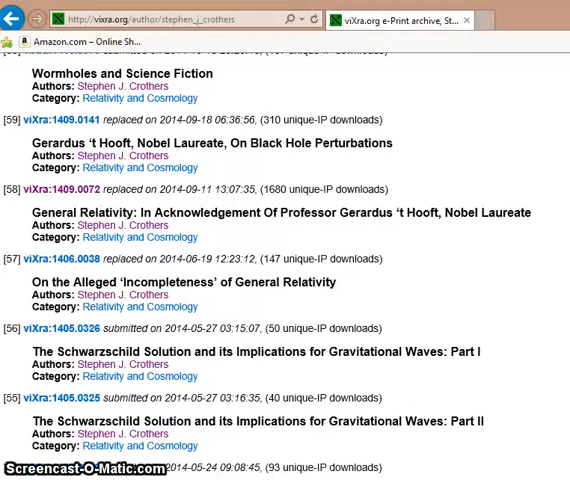 http://vixra.org/author/stephen_j_crothers
viXra.org e-Print archive, St...
Amazon.com – Online Sh...
Wormholes and Science Fiction
Authors: Stephen J. Crothers
Category: Relativity and Cosmology
[59] viXra:1409.0141 replaced on 2014-09-18 06:36:56, (310 unique-IP downloads)
Gerardus ‘t Hooft, Nobel Laureate, On Black Hole Perturbations
Authors: Stephen J. Crothers
Category: Relativity and Cosmology
[58] viXra:1409.0072 replaced on 2014-09-11 13:07:35, (1680 unique-IP downloads)
General Relativity: In Acknowledgement Of Professor Gerardus ‘t Hooft, Nobel Laureate
Authors: Stephen J. Crothers
Category: Relativity and Cosmology
[57] viXra:1406.0038 replaced on 2014-06-19 12:23:12, (147 unique-IP downloads)
On the Alleged ‘Incompleteness’ of General Relativity
Authors: Stephen J. Crothers
Category: Relativity and Cosmology
[56] viXra:1405.0326 submitted on 2014-05-27 03:15:07, (50 unique-IP downloads)
The Schwarzschild Solution and its Implications for Gravitational Waves: Part I
Authors: Stephen J. Crothers
Category: Relativity and Cosmology
[55] viXra:1405.0325 submitted on 2014-05-27 03:16:35, (40 unique-IP downloads)
The Schwarzschild Solution and its Implications for Gravitational Waves: Part II
Authors: Stephen J. Crothers
Category: Relativity and Cosmology
Screencast-O-Matic.com
2014-05-24 09:08:45, (93 unique-IP downloads)